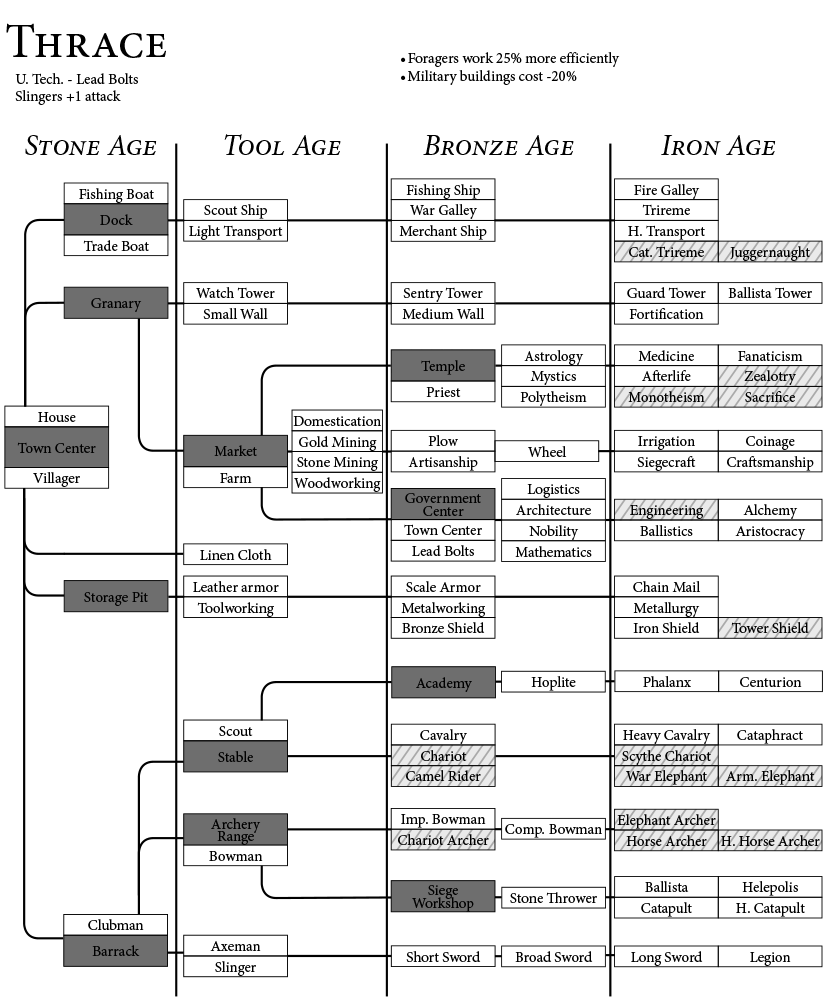 THRACE
U. Tech. - Lead Bolts
Slingers +1 attack
• Foragers work 25% more efficiently
• Military buildings cost -20%
STONE AGE
TOOL AGE
BRONZE AGE
IRON AGE
Fishing Boat
Dock
Trade Boat
Scout Ship
Light Transport
Fishing Ship
War Galley
Merchant Ship
Fire Galley
Trireme
H. Transport
Cat. Trireme
Juggernaught
Granary
Watch Tower
Small Wall
Sentry Tower
Medium Wall
Guard Tower
Ballista Tower
Fortification
Temple
Priest
Astrology
Mystics
Polytheism
Medicine
Fanaticism
Afterlife
Zealotry
Monotheism
Sacrifice
House
Town Center
Villager
Market
Farm
Domestication
Gold Mining
Stone Mining
Woodworking
Plow
Artisanship
Wheel
Irrigation
Coinage
Siegecraft
Craftsmanship
Government
Center
Town Center
Lead Bolts
Logistics
Architecture
Nobility
Mathematics
Engineering
Alchemy
Ballistics
Aristocracy
Linen Cloth
Storage Pit
Leather armor
Toolworking
Scale Armor
Metalworking
Bronze Shield
Chain Mail
Metallurgy
Iron Shield
Tower Shield
Academy
Hoplite
Phalanx
Centurion
Scout
Stable
Cavalry
Chariot
Camel Rider
Heavy Cavalry
Cataphract
Scythe Chariot
War Elephant
Arm. Elephant
Archery
Range
Bowman
Imp. Bowman
Chariot Archer
Comp. Bowman
Elephant Archer
Horse Archer
H. Horse Archer
Siege
Workshop
Stone Thrower
Ballista
Helepolis
Catapult
H. Catapult
Clubman
Barrack
Axeman
Slinger
Short Sword
Broad Sword
Long Sword
Legion